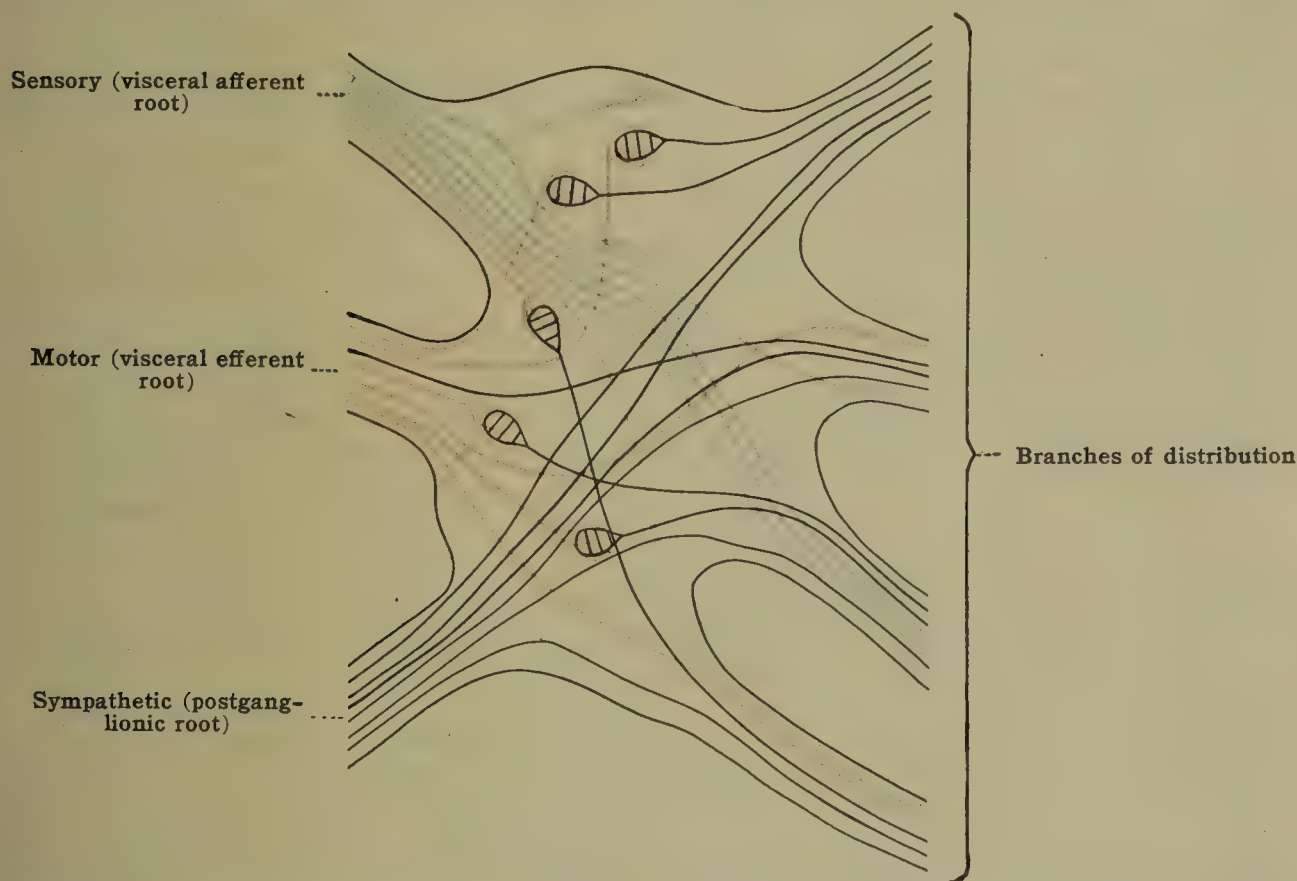 Sensory (visceral afferent
root)
Motor (visceral efferent
root)
Branches of distribution
Sympathetic (postgang-
lionic root)